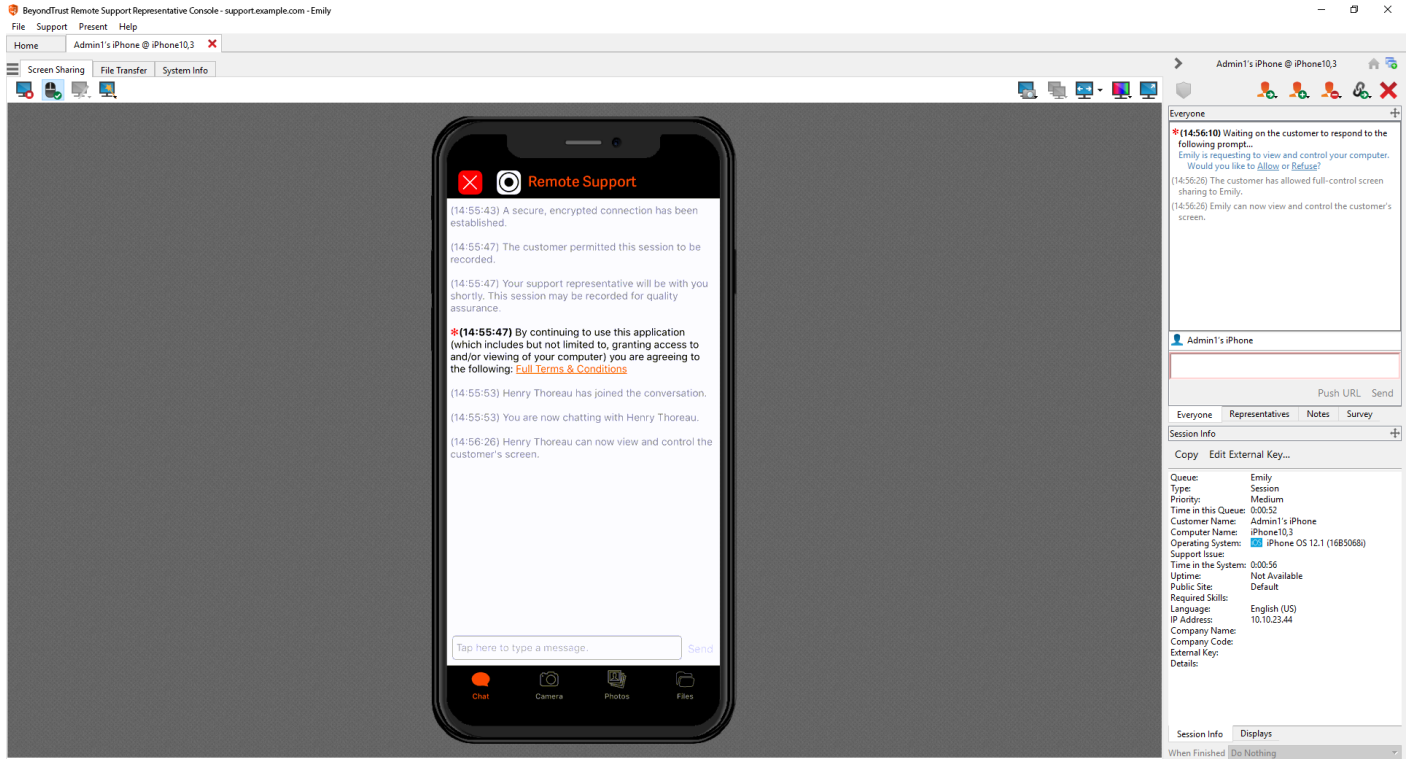 BeyondTrust Remote Support Representative Console - support.example.com - Emily
File Support Present Help
Home Admin1's iPhone @ iPhone10,3
Screen Sharing File Transfer System Info
Remote Support
(14:55:43) A secure, encrypted connection has been
established.
(14:55:47) The customer permitted this session to be
recorded.
(14:55:47) Your support representative will be with you
shortly. This session may be recorded for quality
assurance.
*(14:55:47) By continuing to use this application
(which includes but not limited to, granting access to
and/or viewing of your computer) you are agreeing to
the following: Full Terms & Conditions
(14:55:53) Henry Thoreau has joined the conversation.
(14:55:53) You are now chatting with Henry Thoreau.
(14:56:26) Henry Thoreau can now view and control the
customer's screen.
Tap here to type a message. Send
Chat Camera Photos Files
Admin1's iPhone @ iPhone10,3
Everyone
*(14:56:10) Waiting on the customer to respond to the
following prompt...
Emily is requesting to view and control your computer.
Would you like to Allow or Refuse?
(14:56:26) The customer has allowed full-control screen
sharing to Emily.
(14:56:26) Emily can now view and control the customer's
screen.
Admin1's iPhone
Push URL Send
Everyone Representatives Notes Survey
Session Info
Copy Edit External Key...
Queue: Emily
Type: Session
Priority: Medium
Time in this Queue: 0:00:52
Customer Name: Admin1's iPhone
Computer Name: iPhone10,3
Operating System: iOS iPhone OS 12.1 (16B5068i)
Support Issue:
Time in the System: 0:00:56
Uptime: Not Available
Public Site: Default
Required Skills:
Language: English (US)
IP Address: 10.10.23.44
Company Name:
Company Code:
External Key:
Details:
Session Info Displays
When Finished Do Nothing